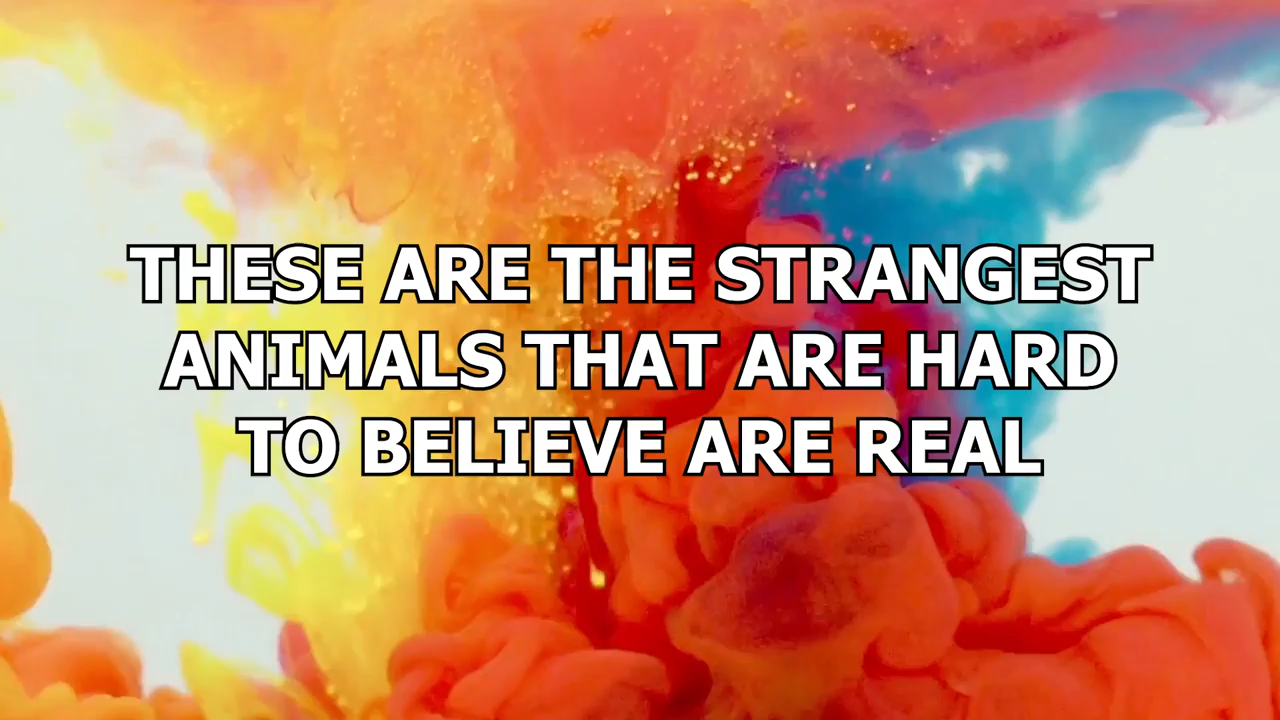 THESE ARE THE STRANGEST
ANIMALS THAT ARE HARD
TO BELIEVE ARE REAL